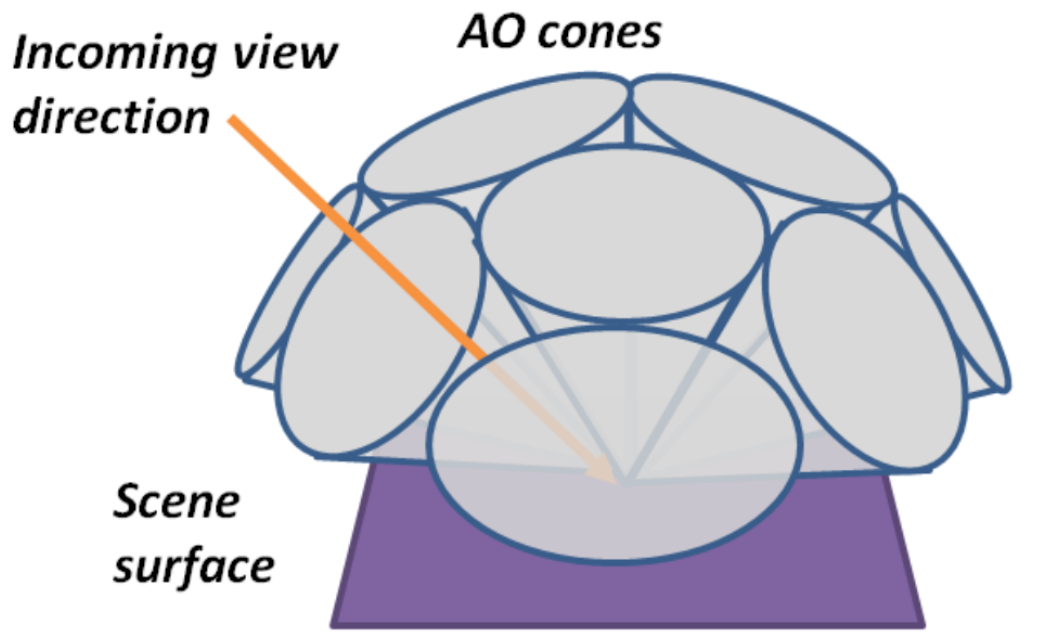 AO cones
Incoming view
direction
Scene
surface